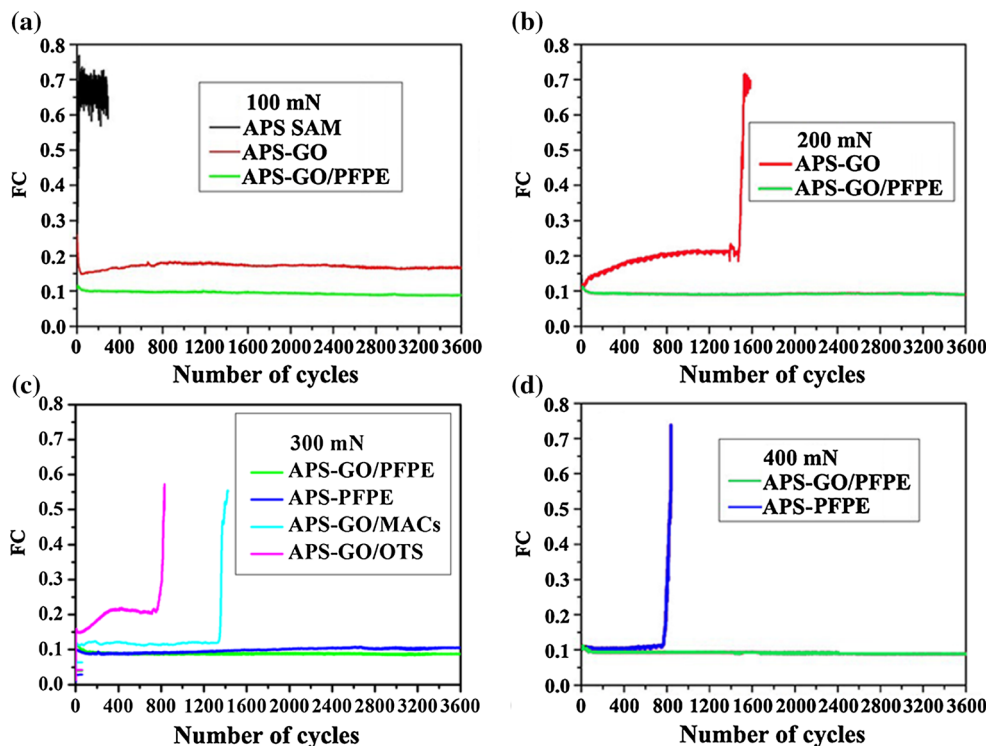 (a)
0.8
0.7
0.6
0.5
0.4
0.3
0.2
0.1
0.0
FC
100 mN
APS SAM
APS-GO
APS-GO/PFPE
0 400 800 1200 1600 2000 2400 2800 3200 3600
Number of cycles
(b)
0.8
0.7
0.6
0.5
0.4
0.3
0.2
0.1
0.0
FC
200 mN
APS-GO
APS-GO/PFPE
0 400 800 1200 1600 2000 2400 2800 3200 3600
Number of cycles
(c)
0.8
0.7
0.6
0.5
0.4
0.3
0.2
0.1
0.0
FC
300 mN
APS-GO/PFPE
APS-PFPE
APS-GO/MACs
APS-GO/OTS
0 400 800 1200 1600 2000 2400 2800 3200 3600
Number of cycles
(d)
0.8
0.7
0.6
0.5
0.4
0.3
0.2
0.1
0.0
FC
400 mN
APS-GO/PFPE
APS-PFPE
0 400 800 1200 1600 2000 2400 2800 3200 3600
Number of cycles